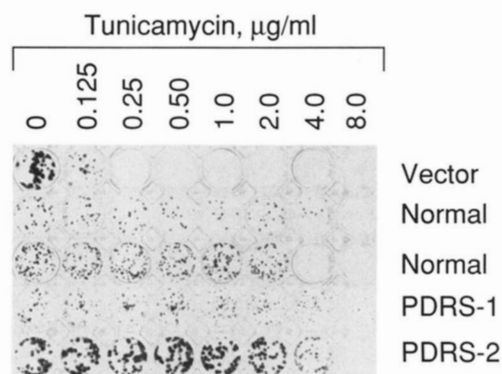 Tunicamycin, μg/ml
0 0.125 0.25 0.50 1.0 2.0 4.0 8.0
Vector
Normal
Normal
PDRS-1
PDRS-2